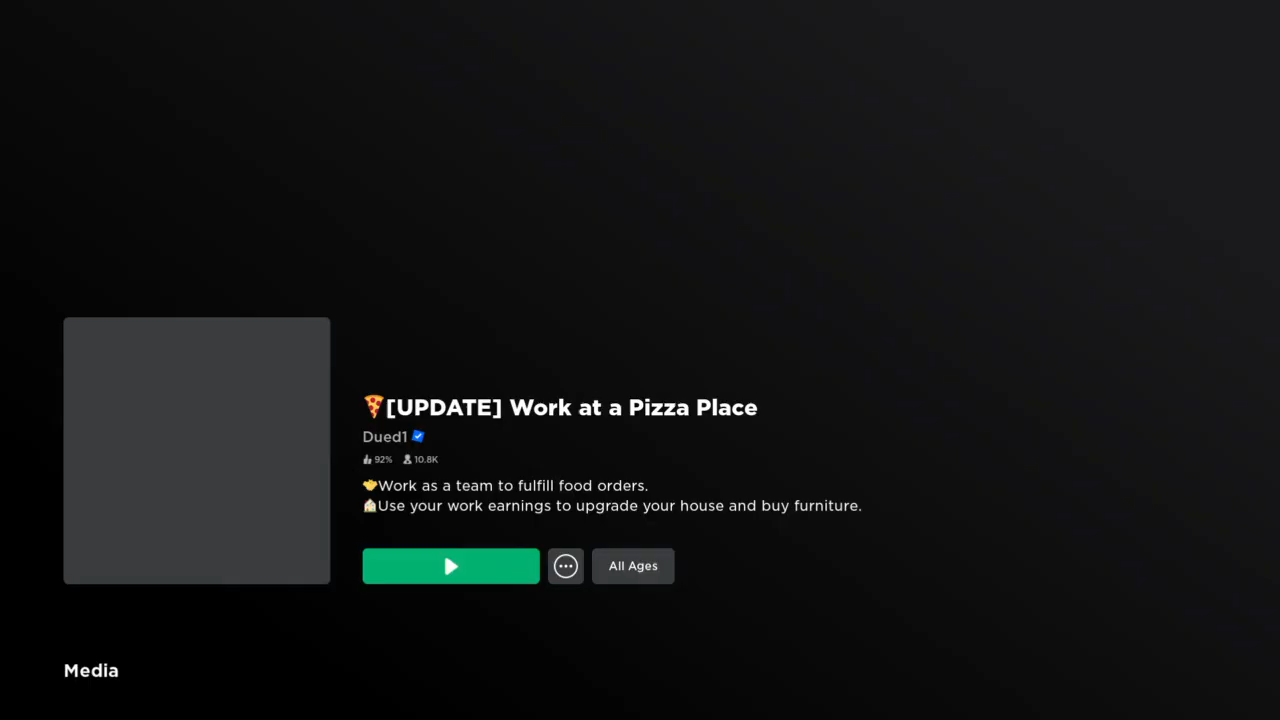 🍕[UPDATE] Work at a Pizza Place
Dued1
92% 10.8K
🤝Work as a team to fulfill food orders.
🏠Use your work earnings to upgrade your house and buy furniture.
All Ages
Media